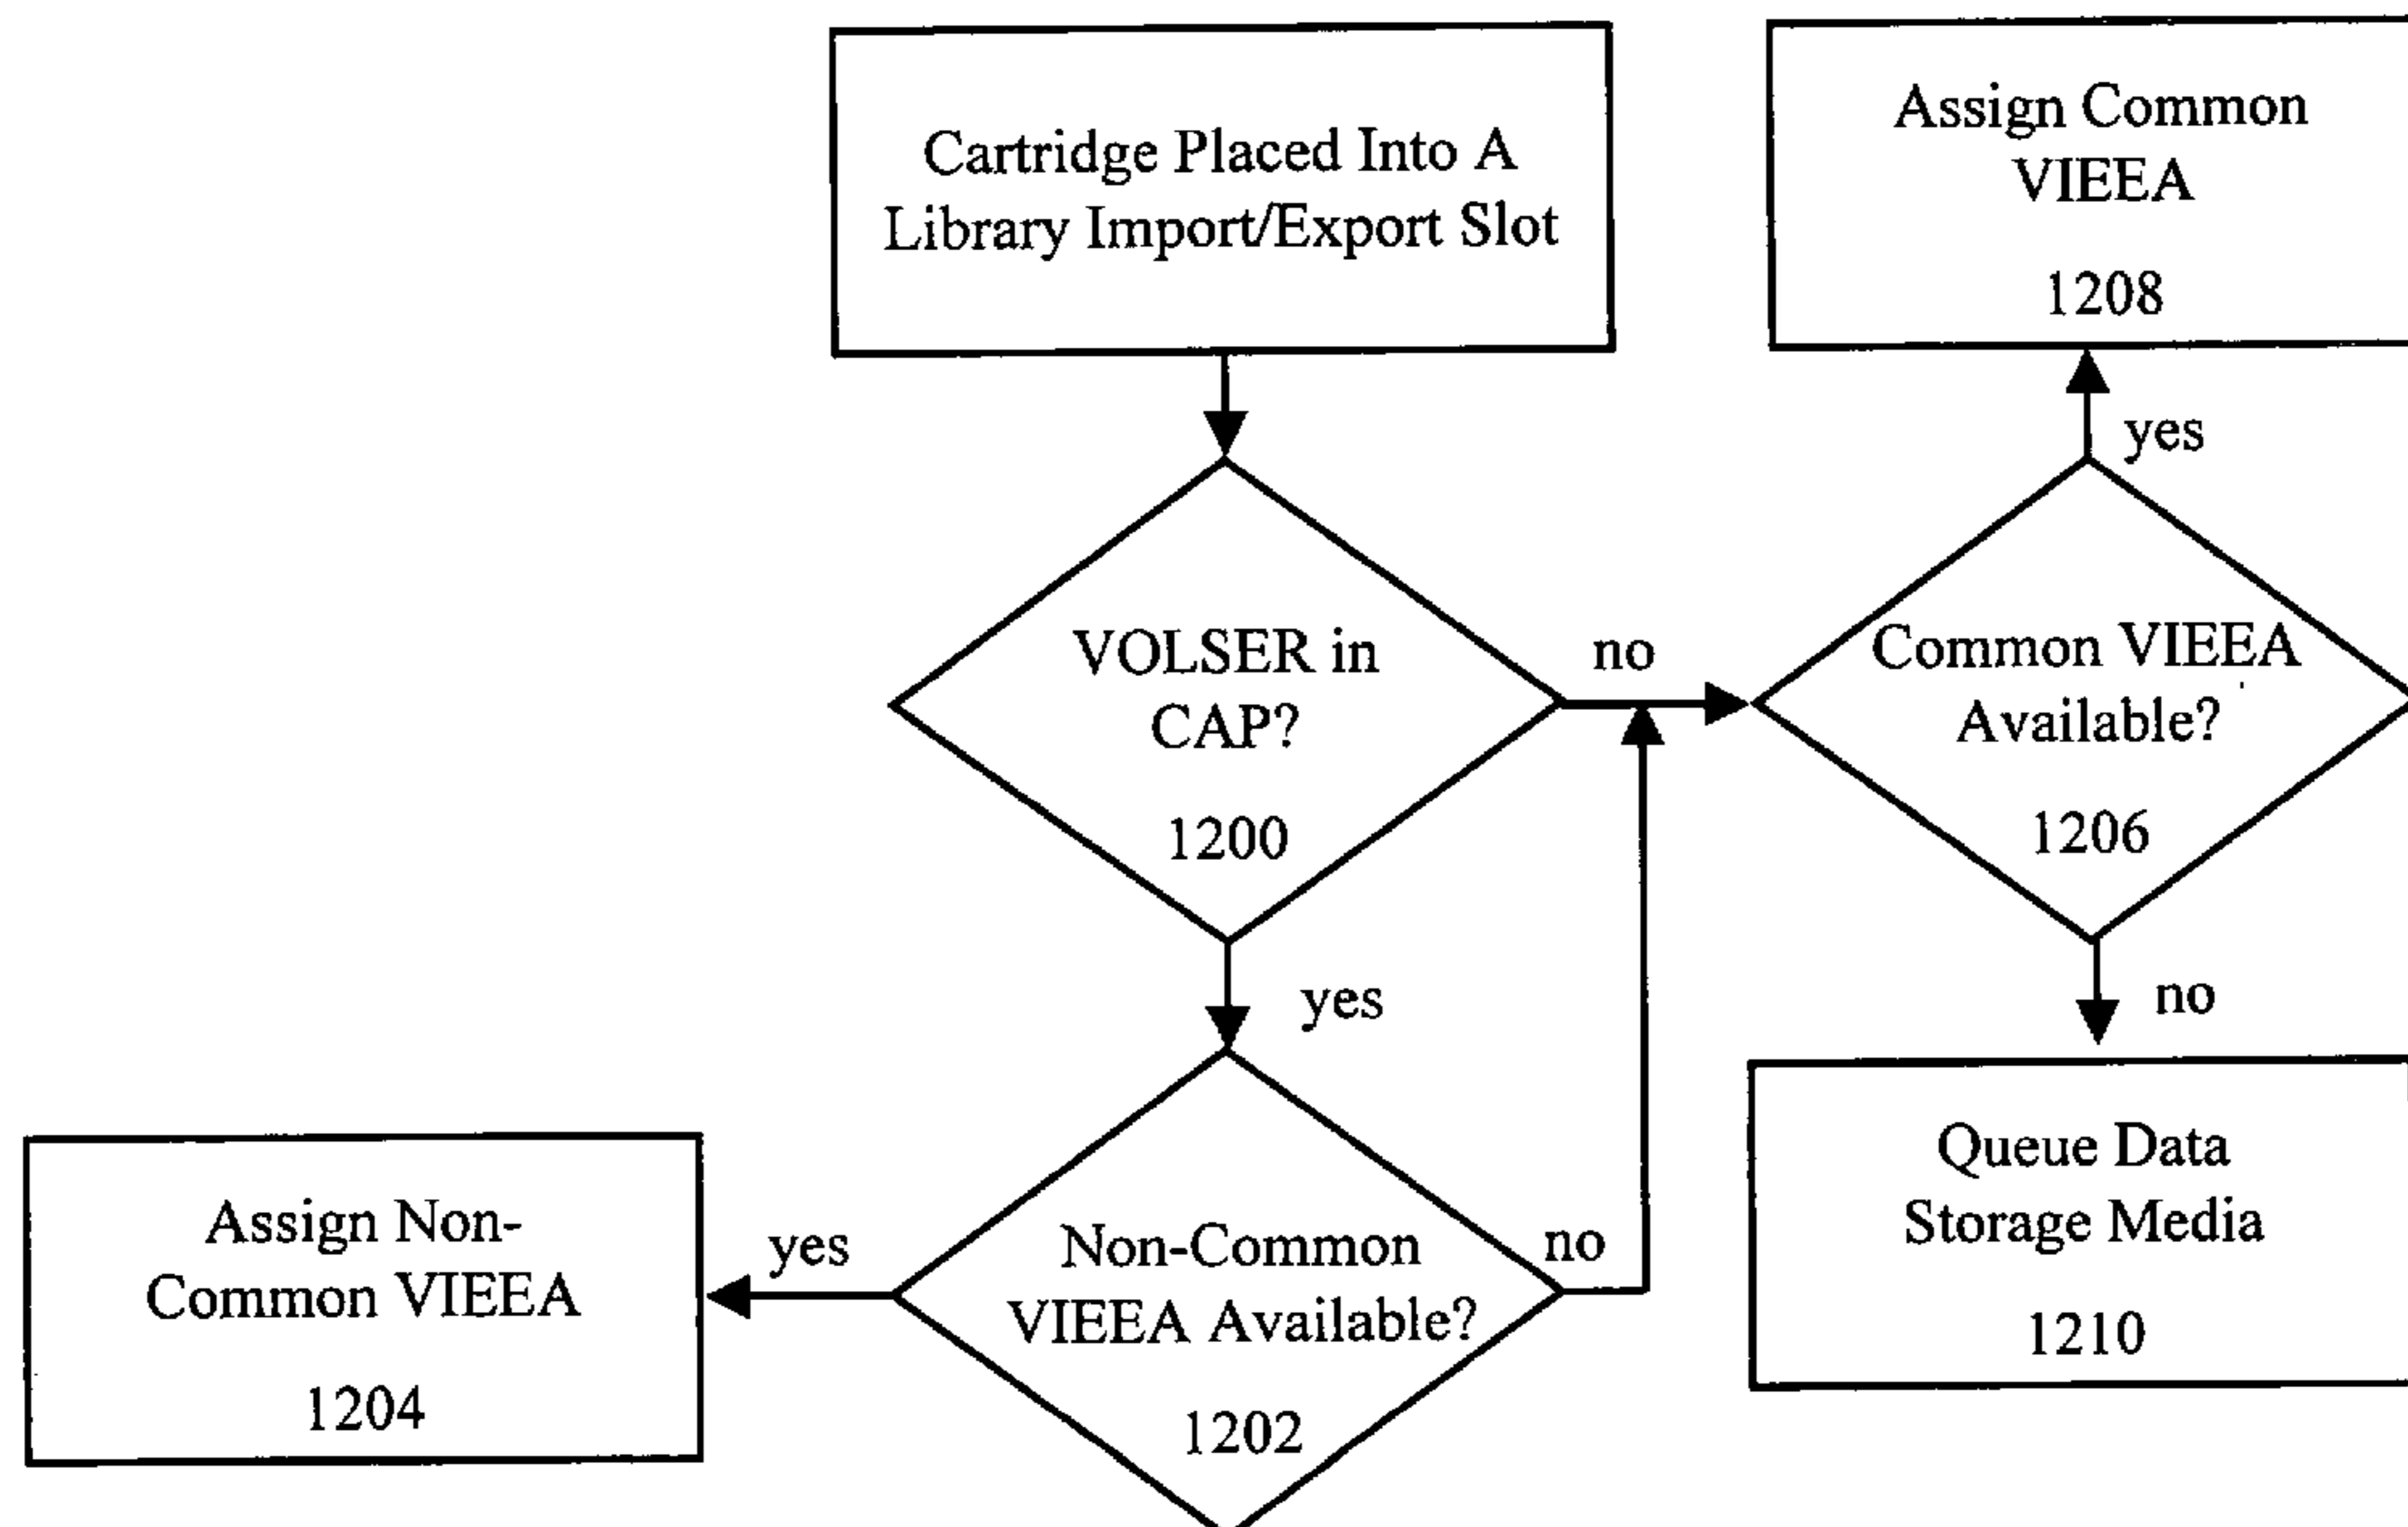 Cartridge Placed Into A
Library Import/Export Slot
Assign Common
VIEEA
1208
yes
VOLSER in
CAP?
1200
no
Common VIEEA
Available?
1206
yes
no
Assign Non-
Common VIEEA
1204
yes
Non-Common
VIEEA Available?
1202
no
Queue Data
Storage Media
1210